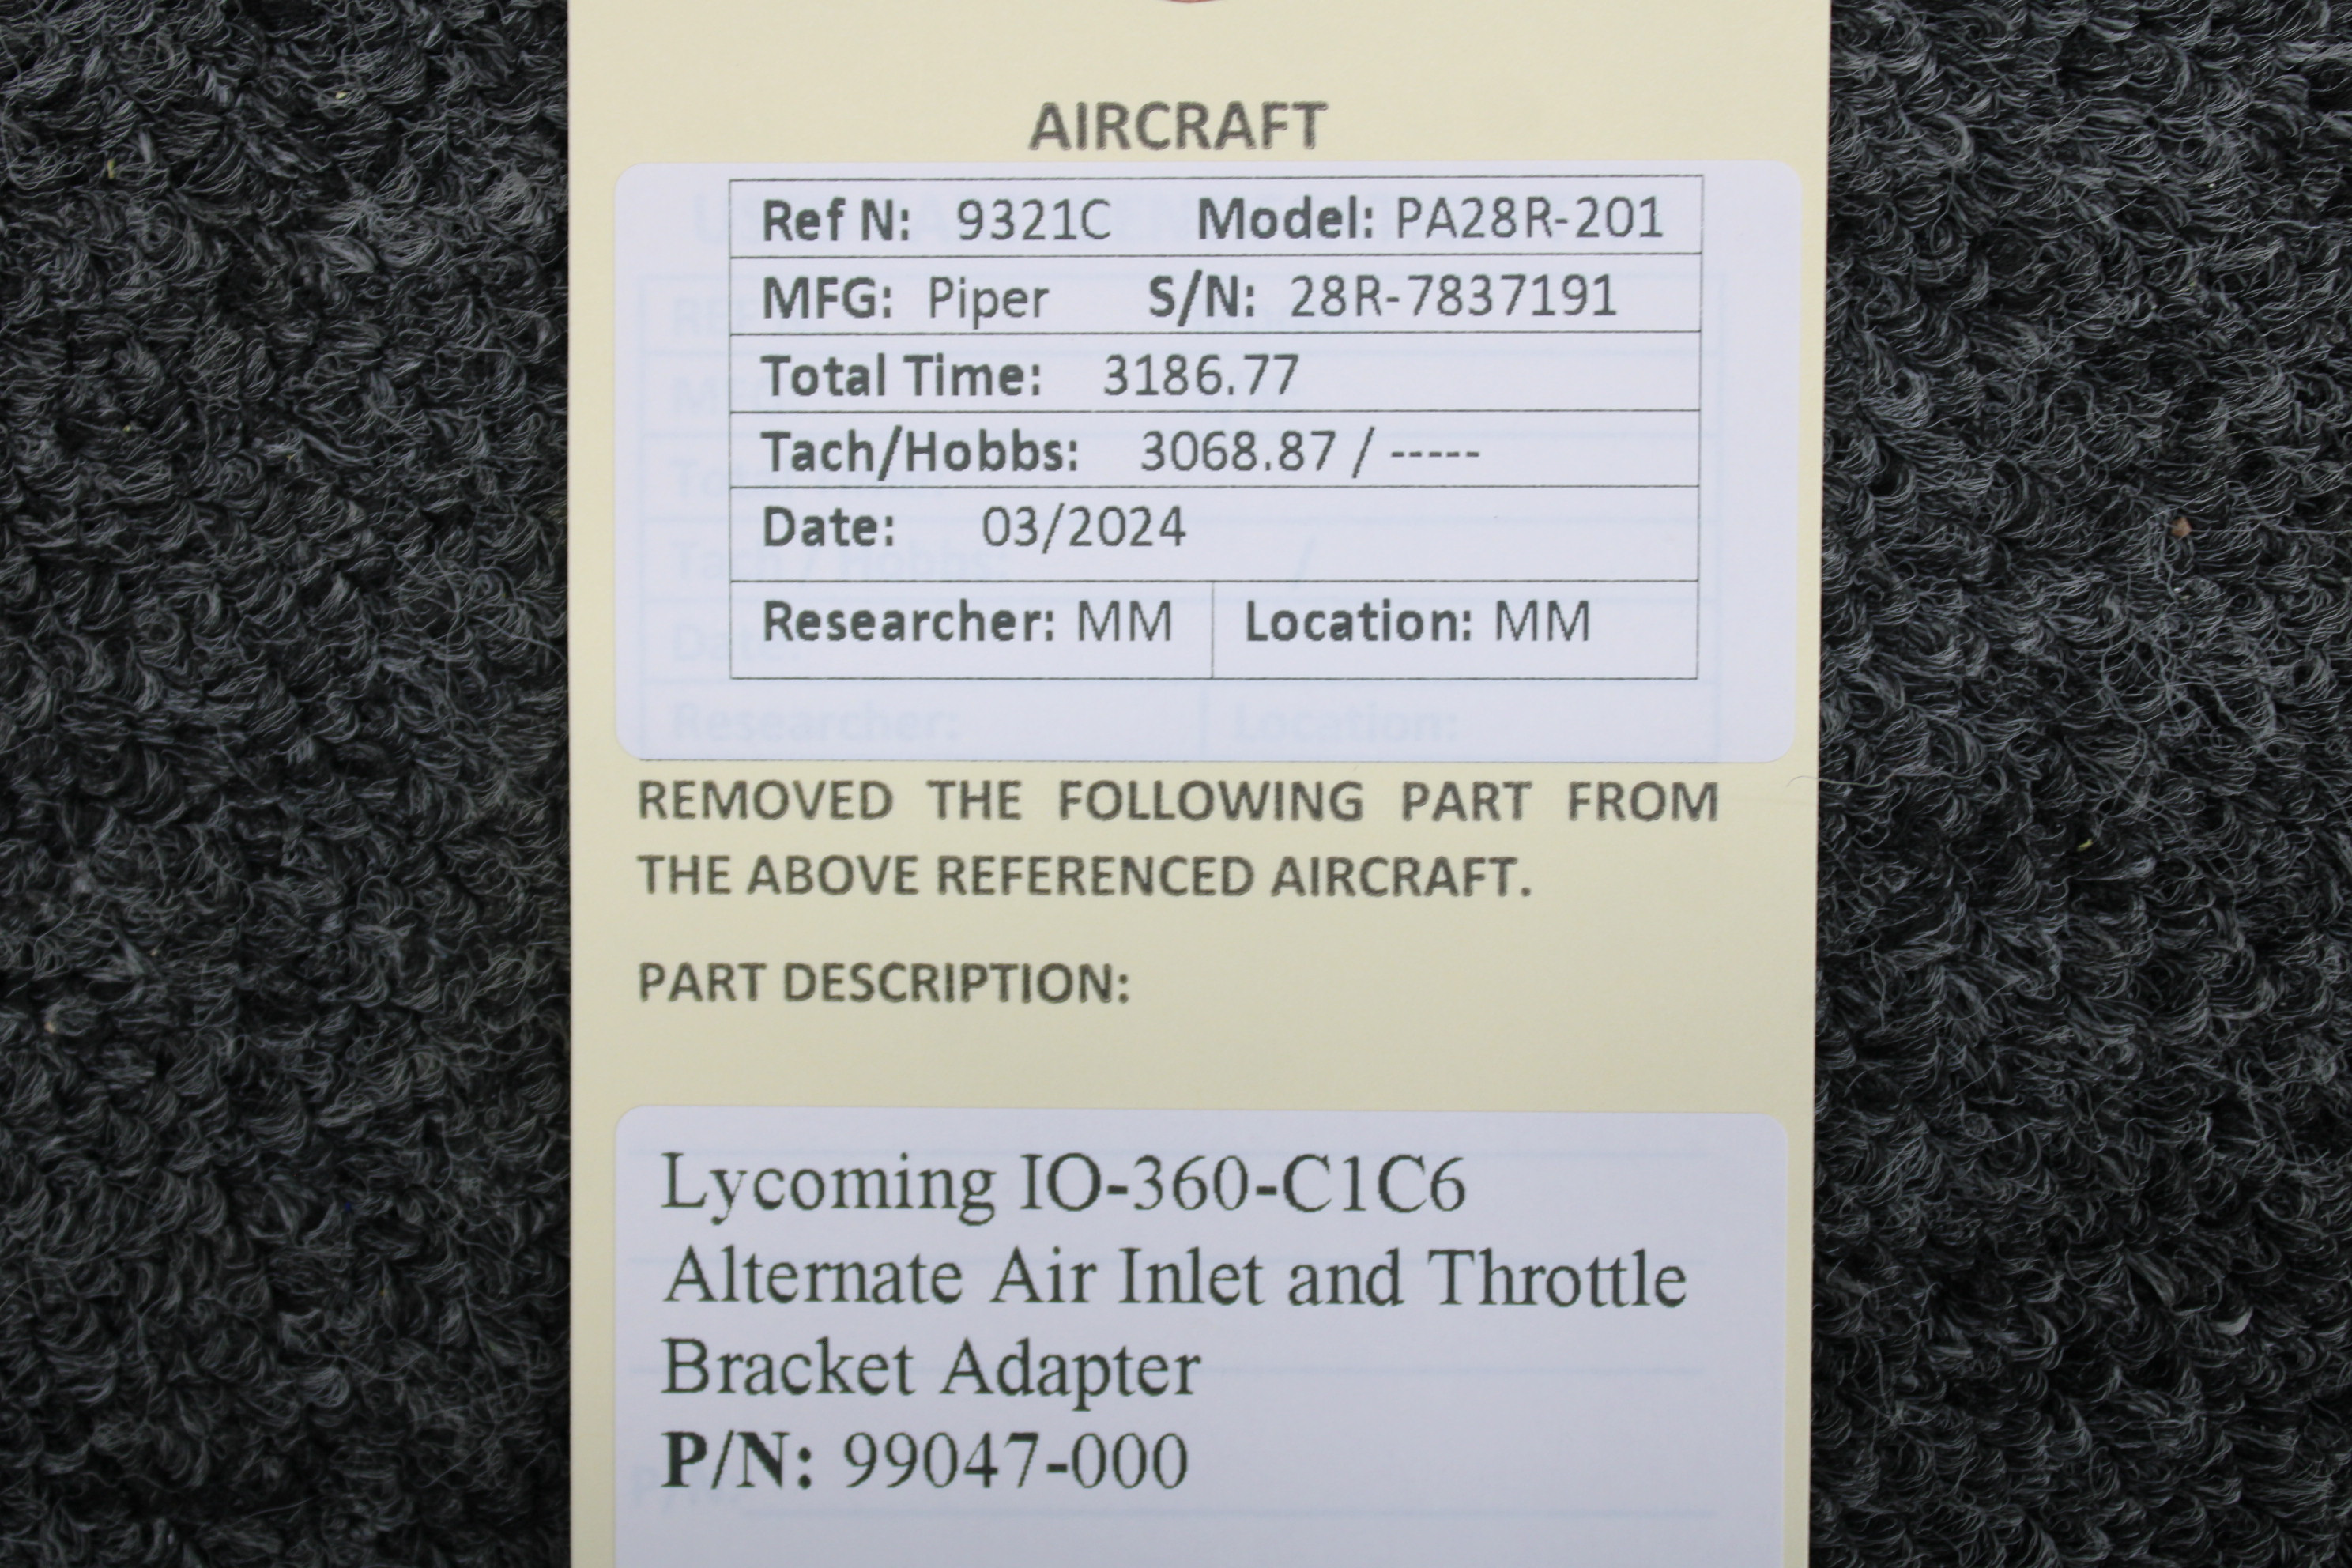 AIRCRAFT
Ref N: 9321C Model: PA28R-201
MFG: Piper S/N: 28R-7837191
Total Time: 3186.77
Tach/Hobbs: 3068.87 / -----
Date: 03/2024
Researcher: MM Location: MM
Researcher: Location:
REMOVED THE FOLLOWING PART FROM
THE ABOVE REFERENCED AIRCRAFT.
PART DESCRIPTION:
Lycoming IO-360-C1C6
Alternate Air Inlet and Throttle
Bracket Adapter
P/N: 99047-000